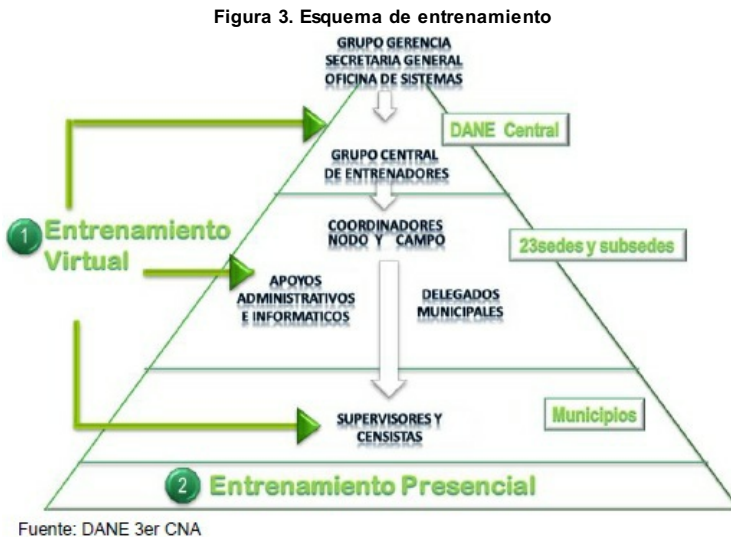 Figura 3. Esquema de entrenamiento
GRUPO GERENCIA
SECRETARIA GENERAL
OFICINA DE SISTEMAS
DANE Central
GRUPO CENTRAL
DE ENTRENADORES
1 Entrenamiento
Virtual
COORDINADORES
NODO Y CAMPO
23sedes y subsedes
APOYOS
ADMINISTRATIVOS
E INFORMATICOS
DELEGADOS
MUNICIPALES
SUPERVISORES Y
CENSISTAS
Municipios
2 Entrenamiento Presencial
Fuente: DANE 3er CNA